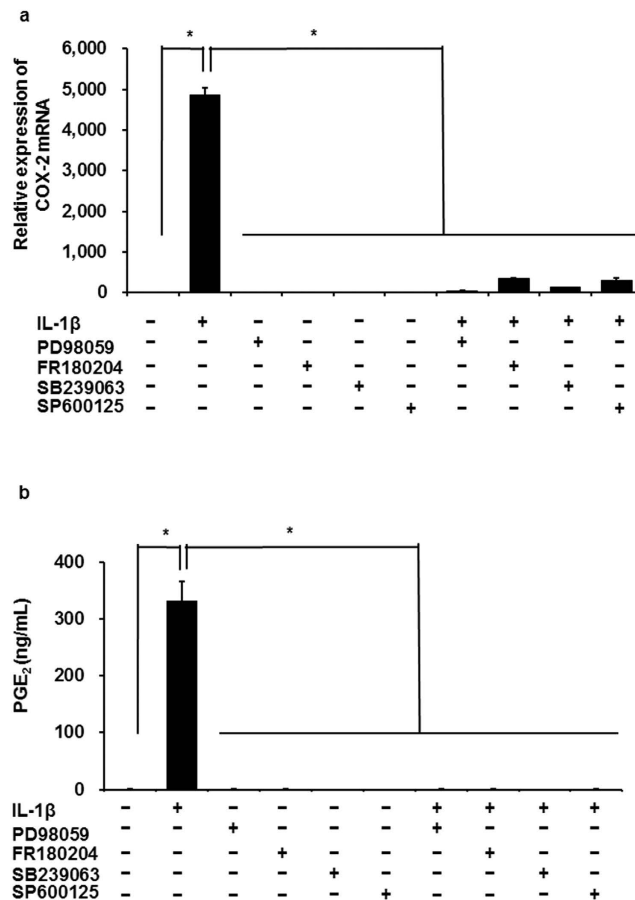 a
* *
6,000
5,000
4,000
3,000
2,000
1,000
0
Relative expression of
COX-2 mRNA
IL-1β – + – – – – + + + +
PD98059 – – + – – – + – – –
FR180204 – – – + – – – + – –
SB239063 – – – – + – – – + –
SP600125 – – – – – + – – – +
b
* *
400
300
200
100
0
PGE₂ (ng/mL)
IL-1β – + – – – – + + + +
PD98059 – – + – – – + – – –
FR180204 – – – + – – – + – –
SB239063 – – – – + – – – + –
SP600125 – – – – – + – – – +